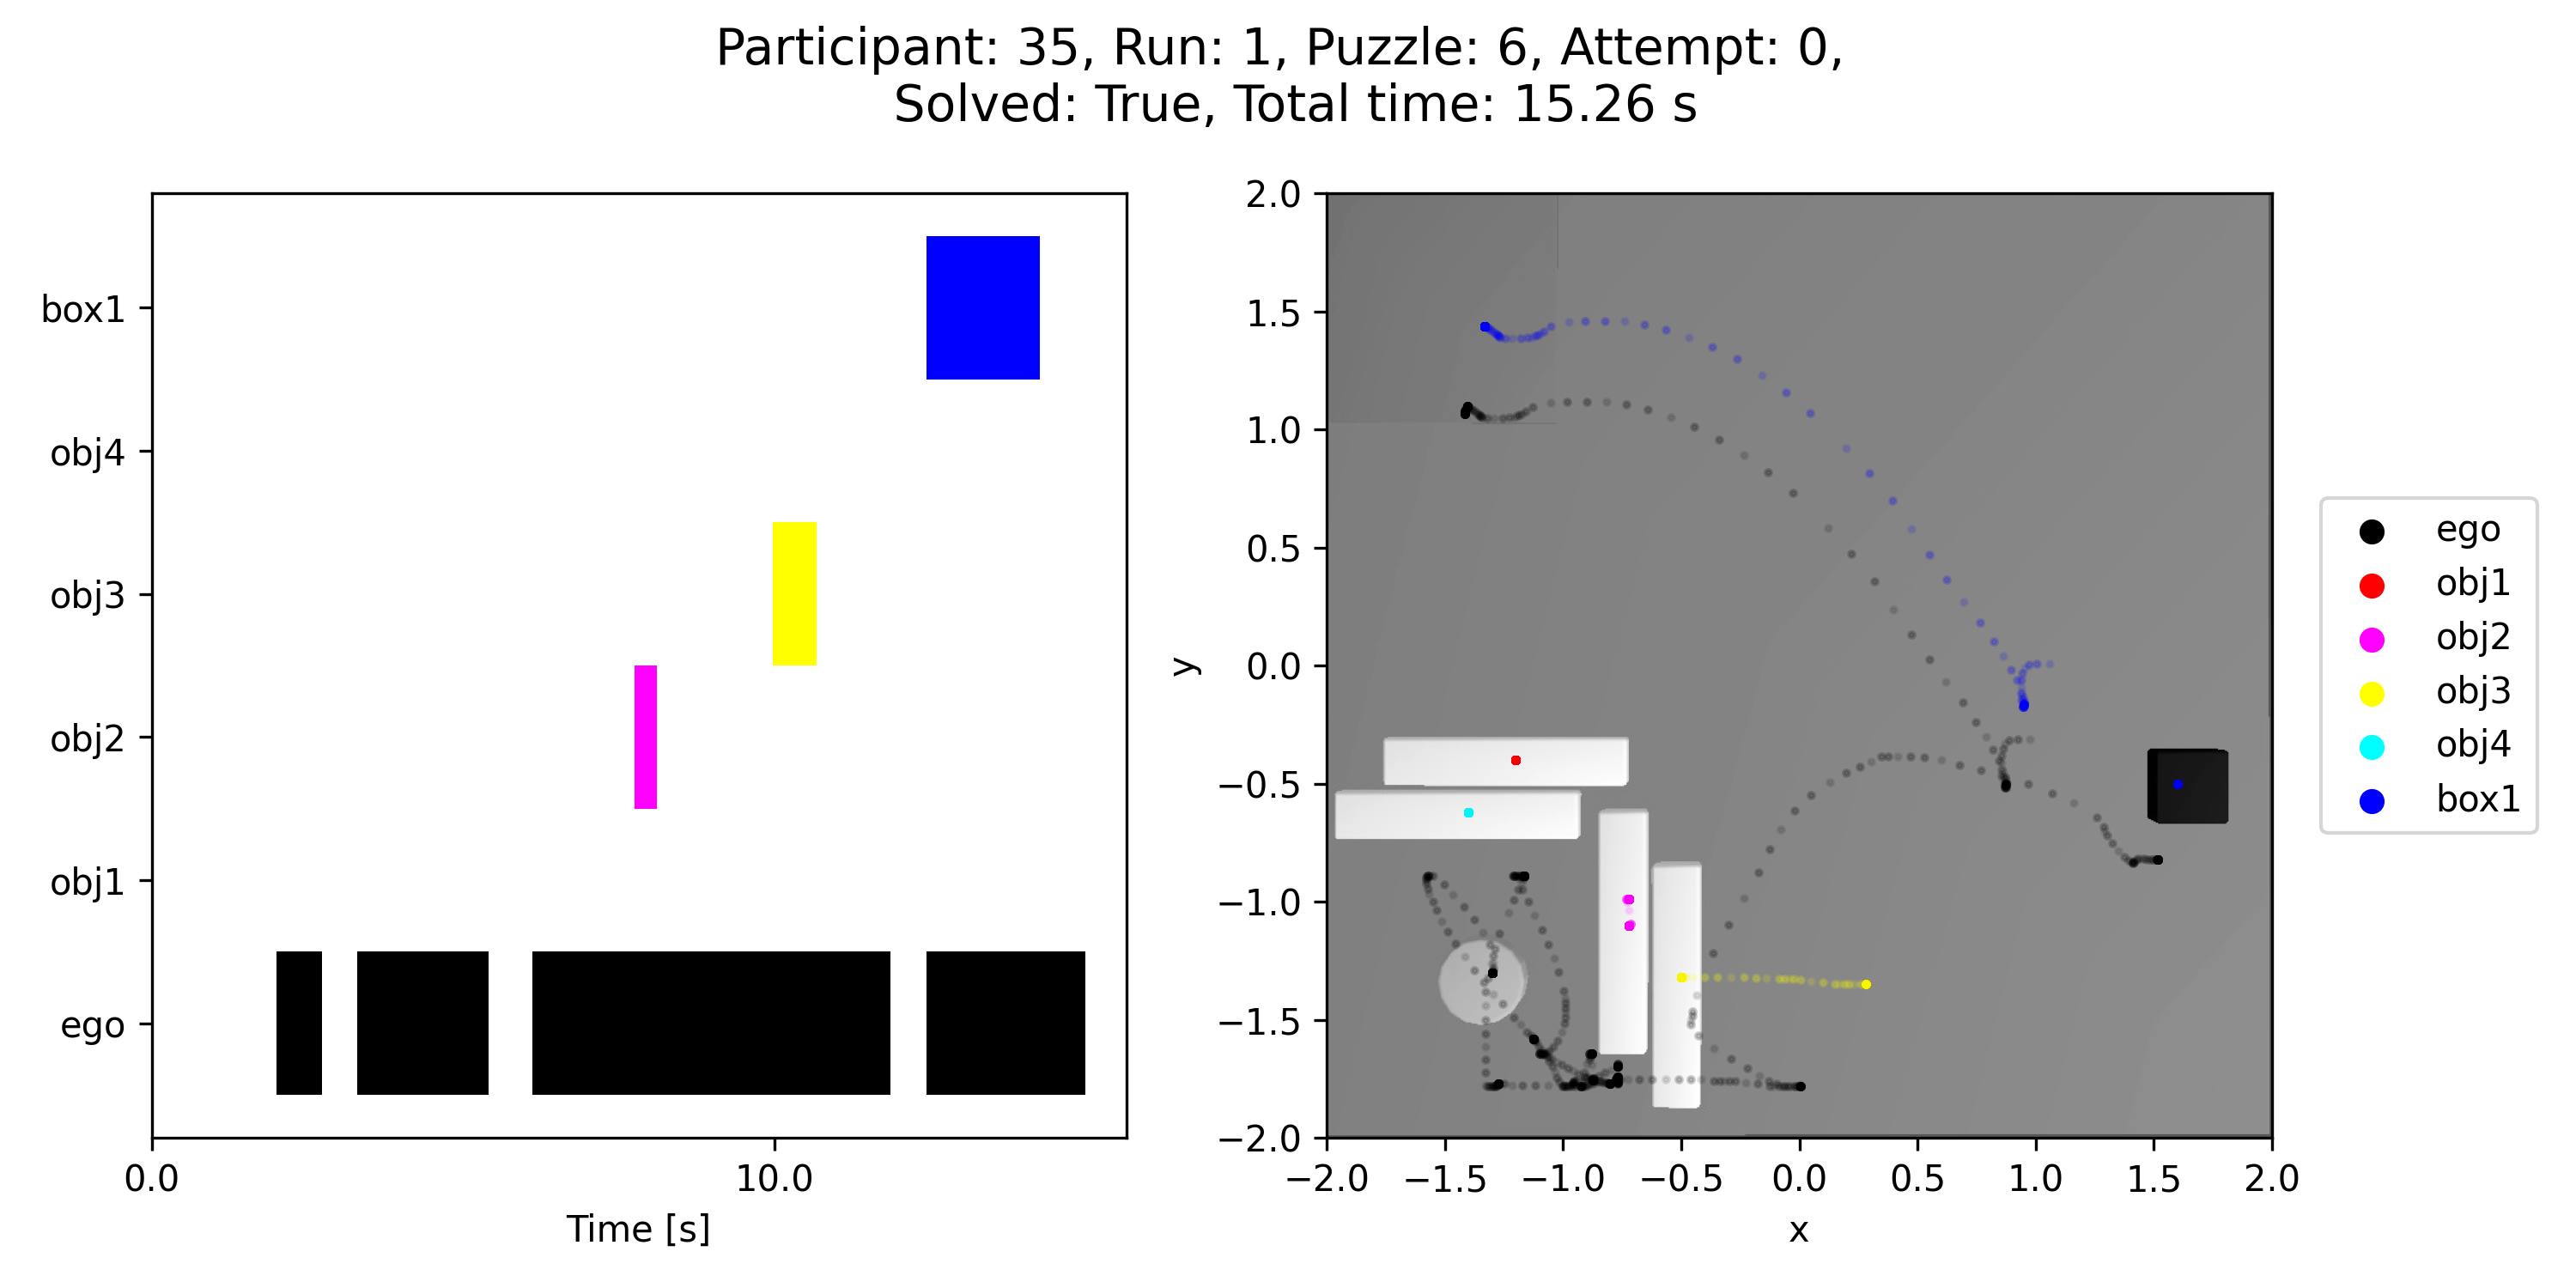 Participant: 35, Run: 1, Puzzle: 6, Attempt: 0,
Solved: True, Total time: 15.26 s
box1
obj4
obj3
obj2
obj1
ego
0.0
10.0
Time [s]
2.0
1.5
1.0
0.5
0.0
−0.5
−1.0
−1.5
−2.0
y
−2.0
−1.5
−1.0
−0.5
0.0
0.5
1.0
1.5
2.0
x
ego
obj1
obj2
obj3
obj4
box1